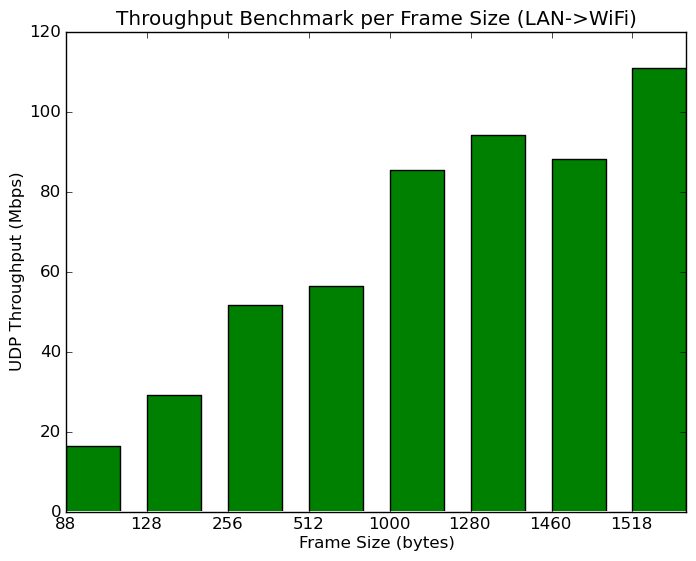 Throughput Benchmark per Frame Size (LAN->WiFi)
120
100
80
60
40
20
0
UDP Throughput (Mbps)
88 128 256 512 1000 1280 1460 1518
Frame Size (bytes)